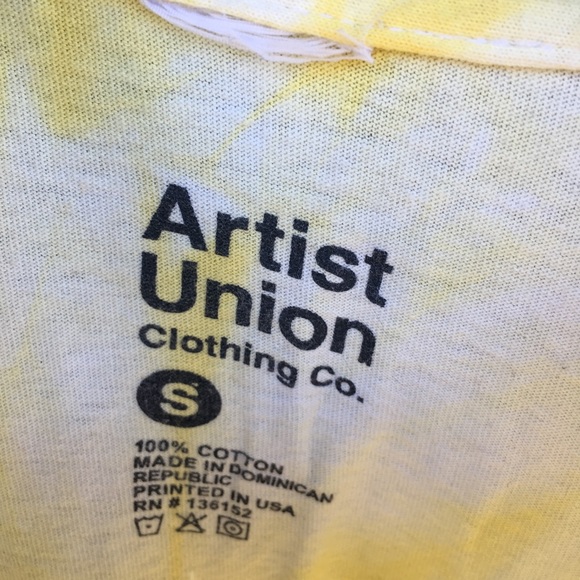 Artist
Union
Clothing Co.
S
100% COTTON
MADE IN DOMINICAN
REPUBLIC
PRINTED IN USA
RN # 136152